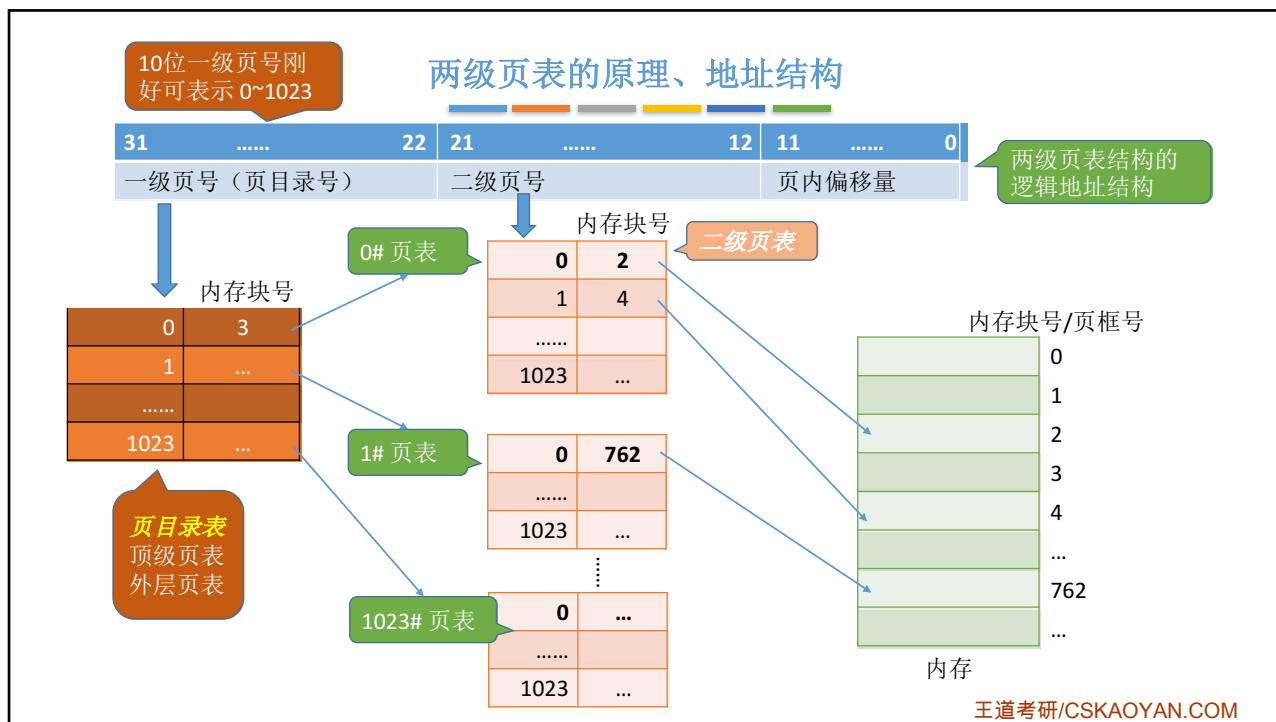 10位一级页号刚
好可表示 0~1023
两级页表的原理、地址结构
31 …… 22 21 …… 12 11 …… 0
一级页号（页目录号） 二级页号 页内偏移量
两级页表结构的
逻辑地址结构
内存块号
0 3
1 …
……
1023 …
页目录表
顶级页表
外层页表
0# 页表
内存块号
二级页表
0 2
1 4
……
1023 …
1# 页表
0 762
……
1023 …
……
1023# 页表
0 …
……
1023 …
内存块号/页框号
0
1
2
3
4
…
762
…
内存
王道考研/CSKAOYAN.COM